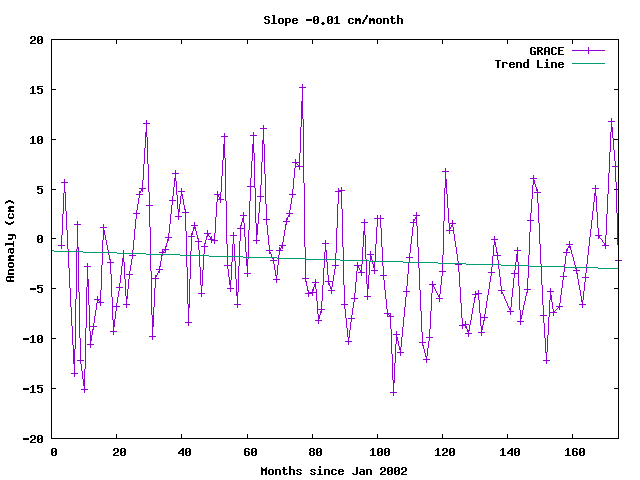 Slope -0.01 cm/month
20
15
10
5
0
-5
-10
-15
-20
Anomaly (cm)
GRACE
Trend Line
0 20 40 60 80 100 120 140 160
Months since Jan 2002